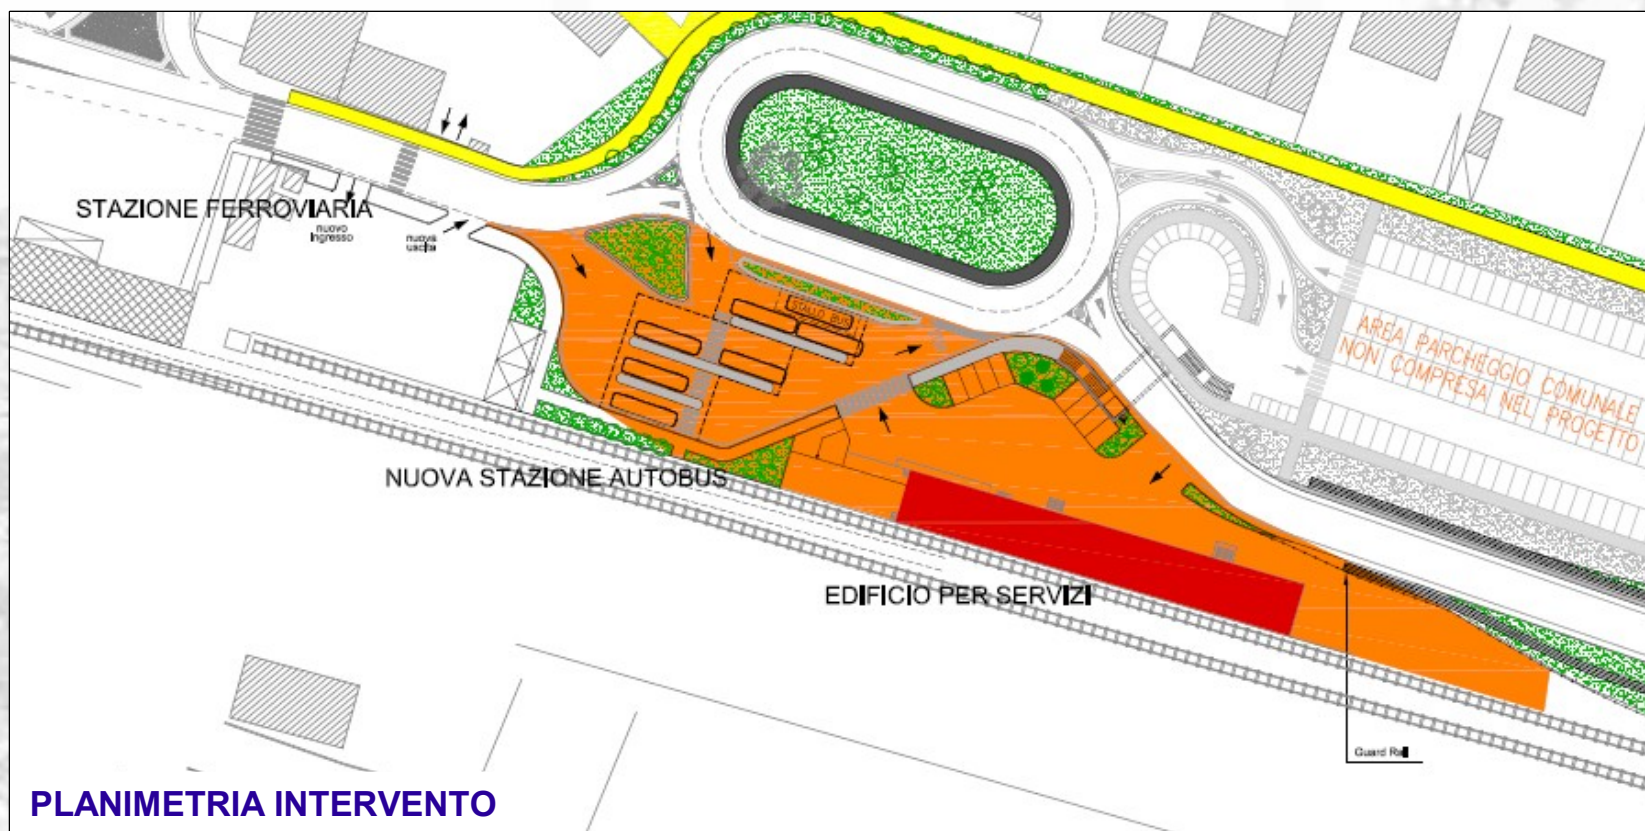 STAZIONE FERROVIARIA
nuovo
Ingresso
nuova
uscita
STALLO BUS
AREA PARCHEGGIO COMUNALE
NON COMPRESA NEL PROGETTO
NUOVA STAZIONE AUTOBUS
EDIFICIO PER SERVIZI
Guard Rail
PLANIMETRIA INTERVENTO